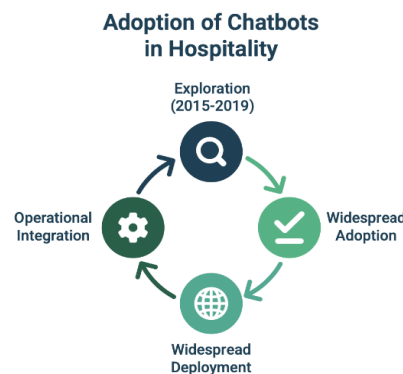 Adoption of Chatbots
in Hospitality
Exploration
(2015-2019)
Operational
Integration
Widespread
Adoption
Widespread
Deployment